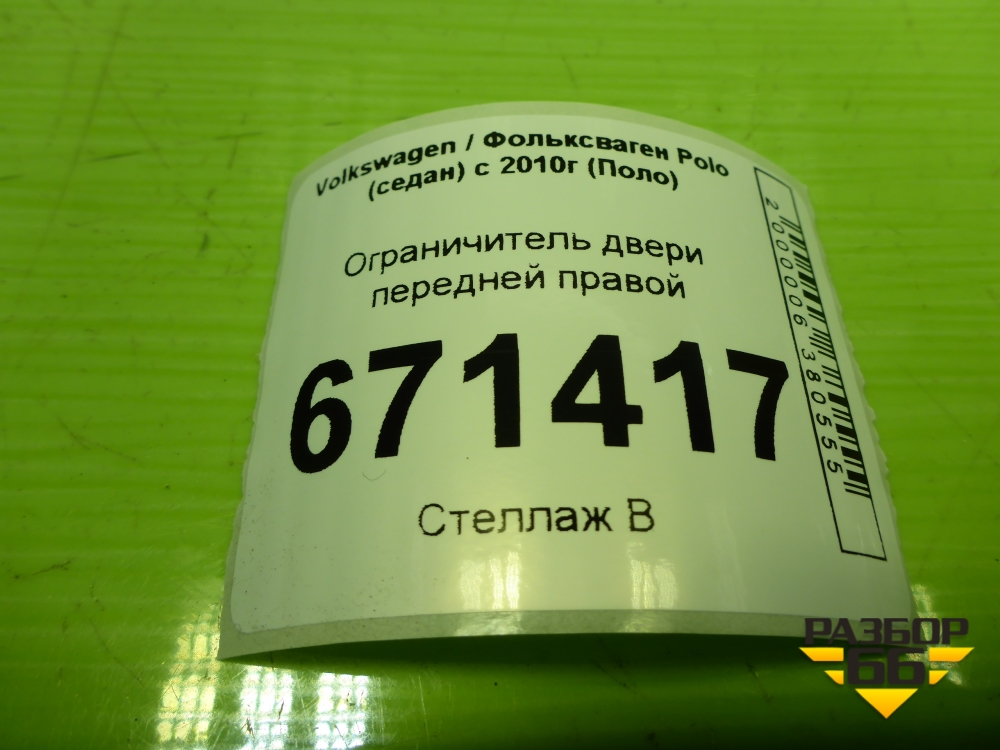 Volkswagen / Фольксваген Polo
(седан) с 2010г (Поло)
Ограничитель двери
передней правой
671417
Стеллаж В
2000006380555
РАЗБОР
66